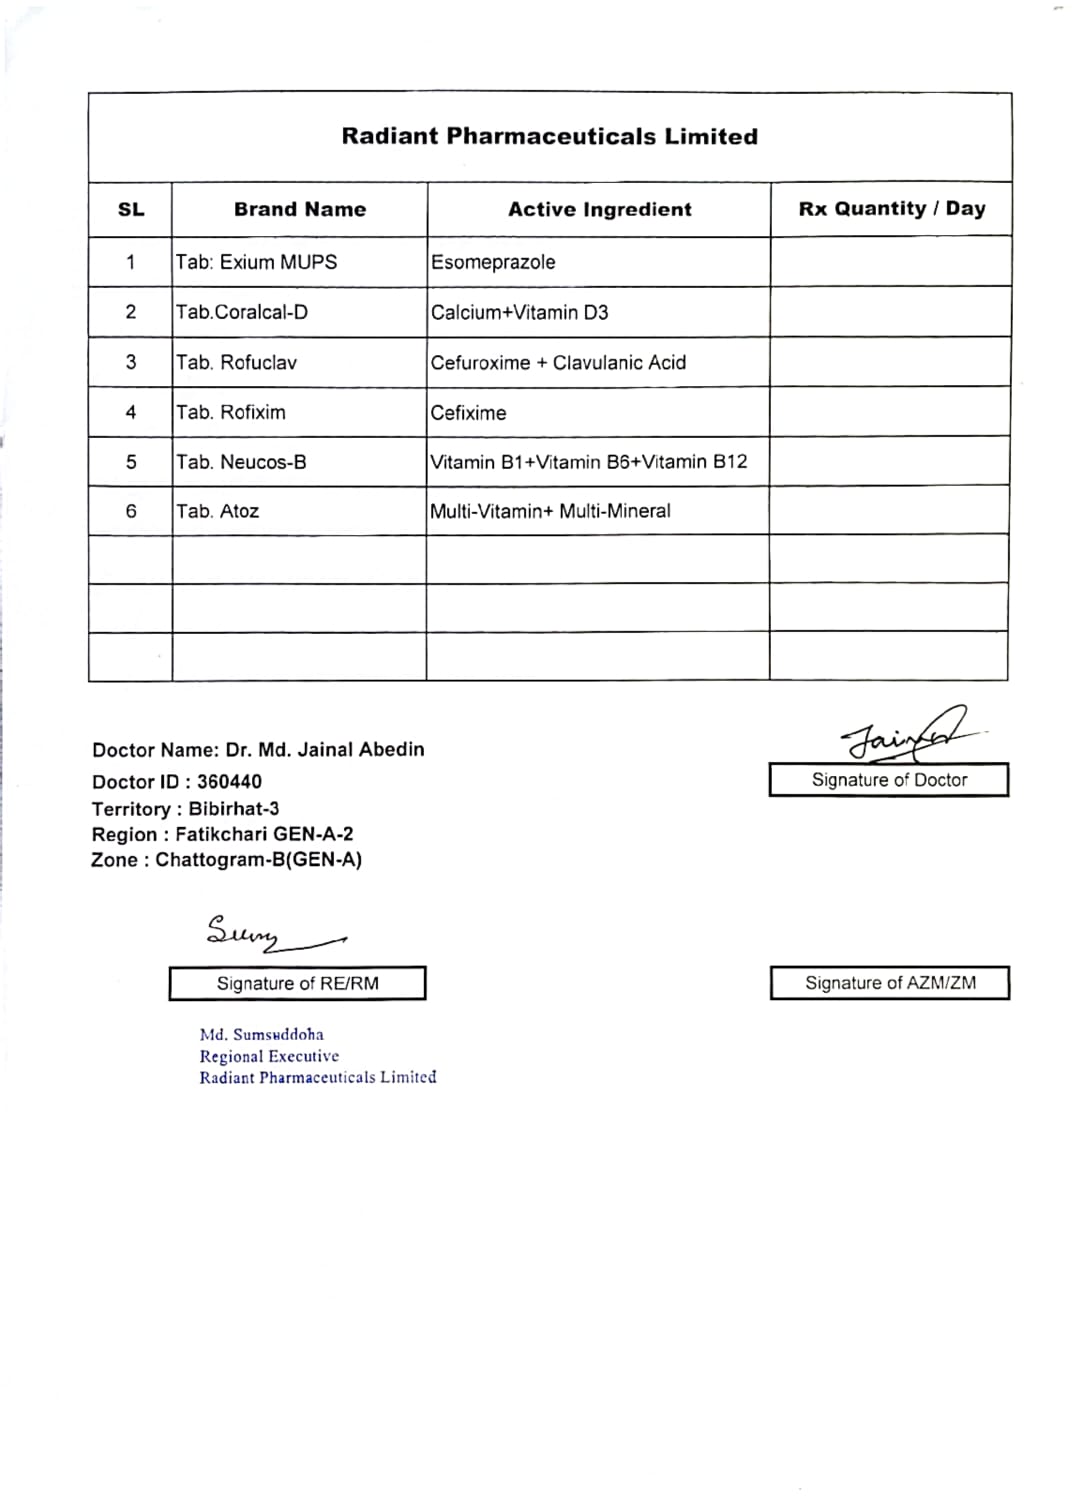 Radiant Pharmaceuticals Limited
SL Brand Name Active Ingredient Rx Quantity / Day
1 Tab: Exium MUPS Esomeprazole
2 Tab.Coralcal-D Calcium+Vitamin D3
3 Tab. Rofuclav Cefuroxime + Clavulanic Acid
4 Tab. Rofixim Cefixime
5 Tab. Neucos-B Vitamin B1+Vitamin B6+Vitamin B12
6 Tab. Atoz Multi-Vitamin+ Multi-Mineral
Doctor Name: Dr. Md. Jainal Abedin
Signature of Doctor
Doctor ID : 360440
Territory : Bibirhat-3
Region : Fatikchari GEN-A-2
Zone : Chattogram-B(GEN-A)
Signature of RE/RM
Signature of AZM/ZM
Md. Sumsuddoha
Regional Executive
Radiant Pharmaceuticals Limited